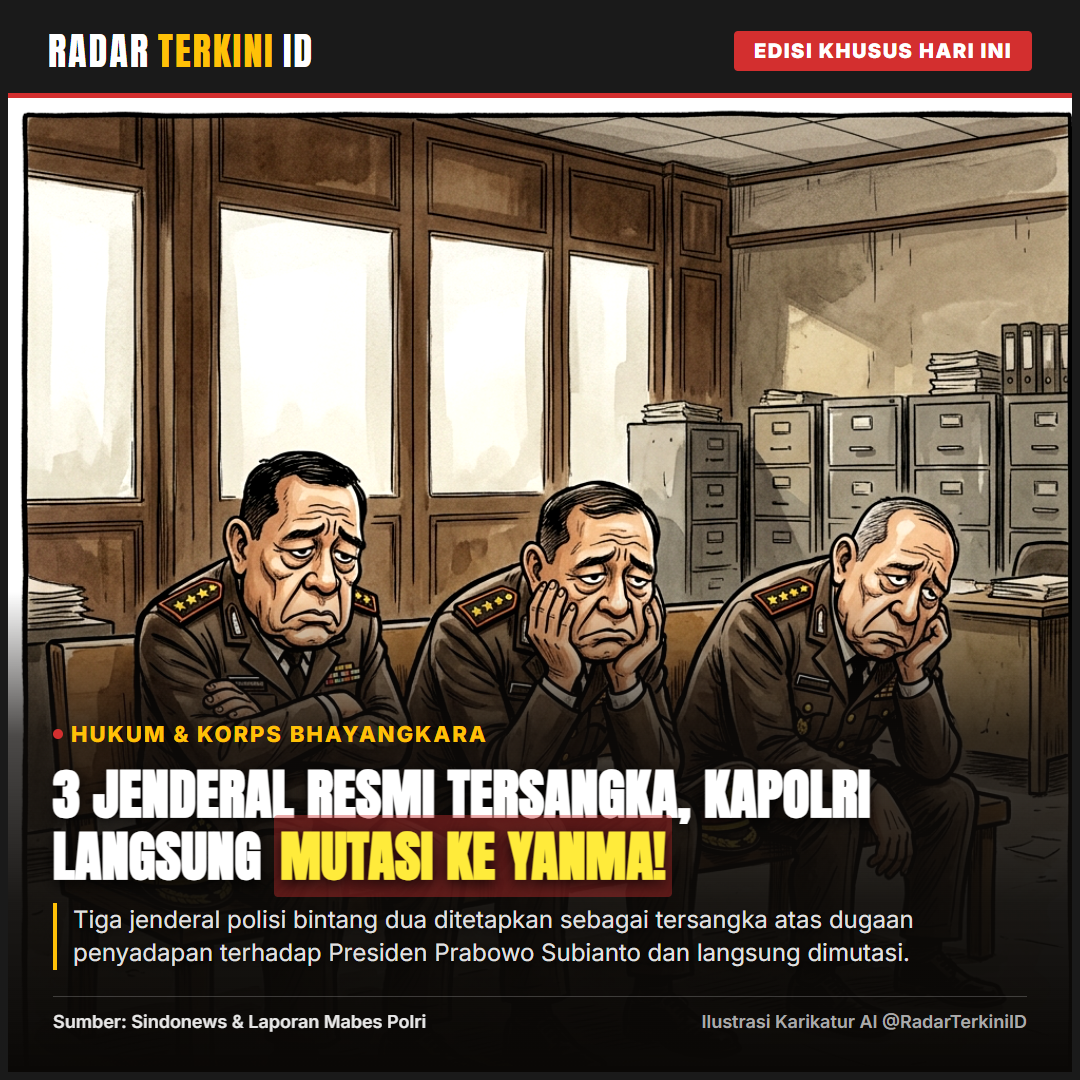 RADAR TERKINI ID
EDISI KHUSUS HARI INI
HUKUM & KORPS BHAYANGKARA
3 JENDERAL RESMI TERSANGKA, KAPOLRI
LANGSUNG MUTASI KE YANMA!
Tiga jenderal polisi bintang dua ditetapkan sebagai tersangka atas dugaan
penyadapan terhadap Presiden Prabowo Subianto dan langsung dimutasi.
Sumber: Sindonews & Laporan Mabes Polri
Ilustrasi Karikatur AI @RadarTerkiniID